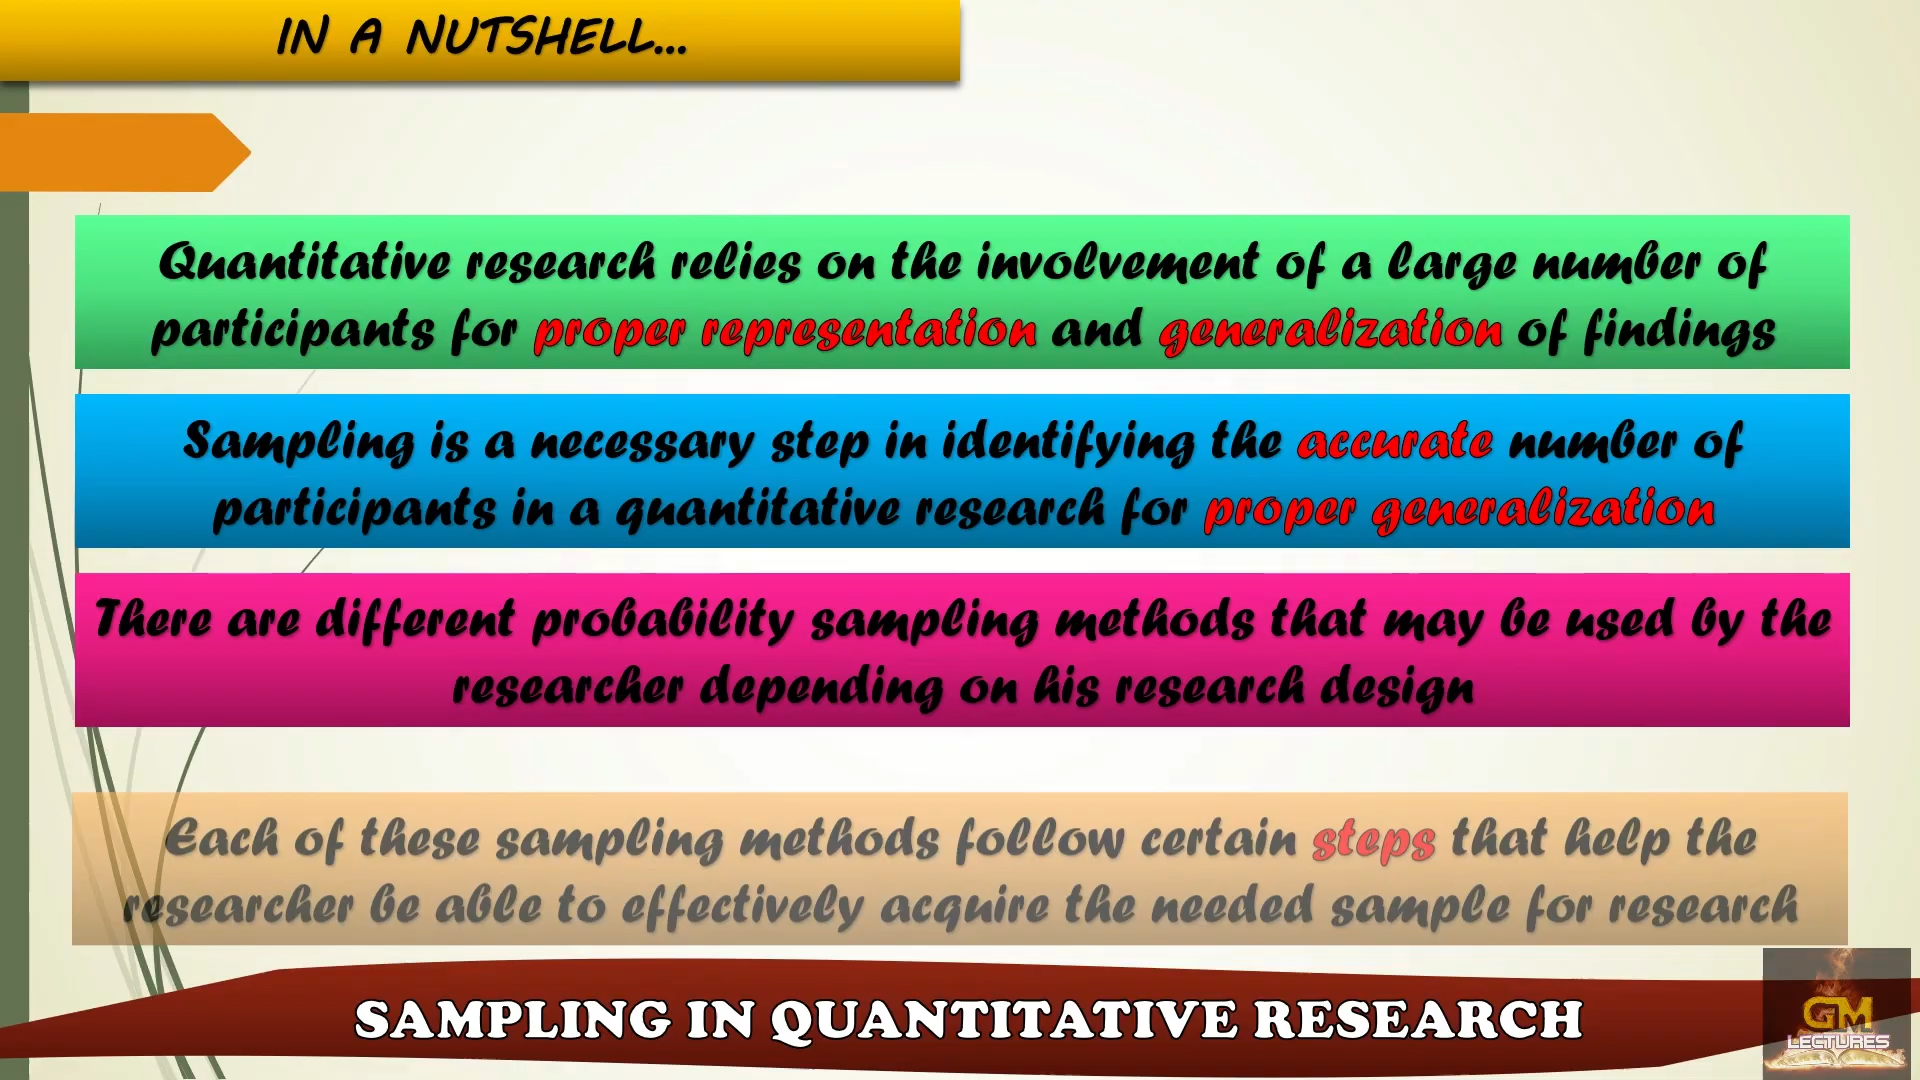 IN A NUTSHELL...
Quantitative research relies on the involvement of a large number of
participants for proper representation and generalization of findings
Sampling is a necessary step in identifying the accurate number of
participants in a quantitative research for proper generalization
There are different probability sampling methods that may be used by the
researcher depending on his research design
Each of these sampling methods follow certain steps that help the
researcher be able to effectively acquire the needed sample for research
SAMPLING IN QUANTITATIVE RESEARCH
GM
LECTURES